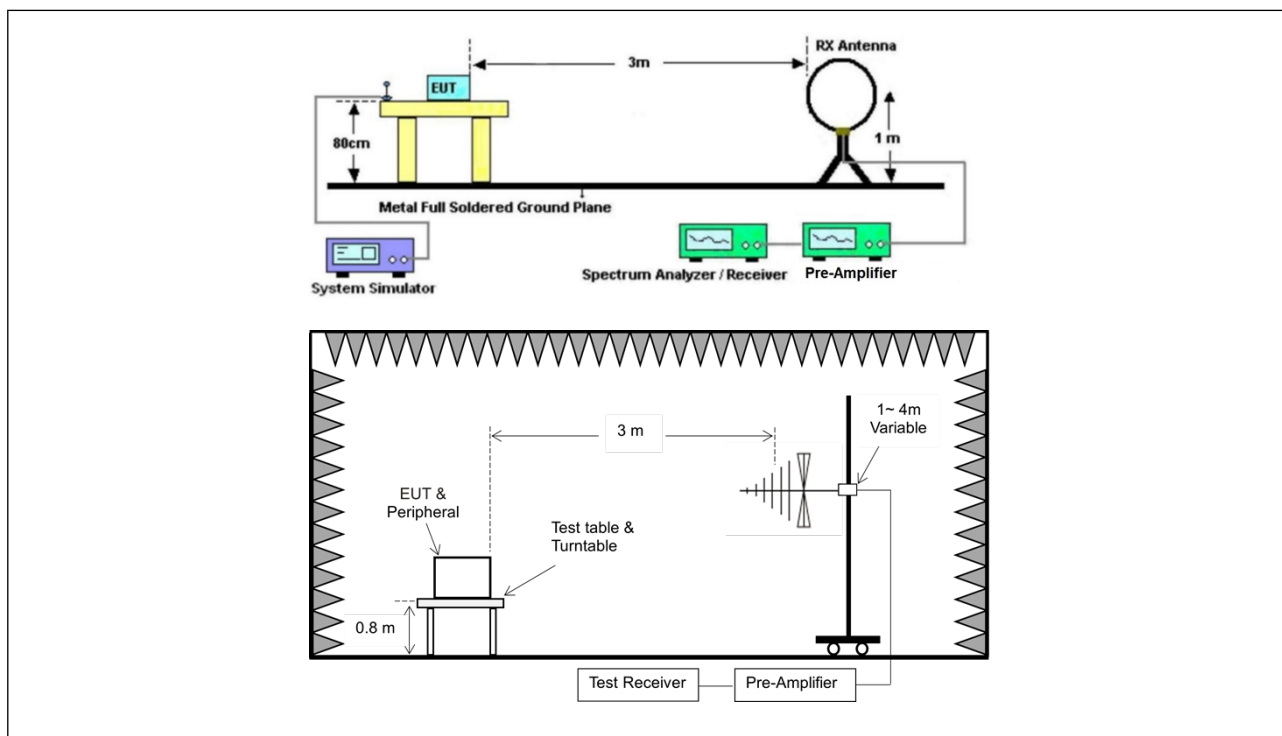 RX Antenna
3m
EUT
80cm
1 m
Metal Full Soldered Ground Plane
System Simulator
Spectrum Analyzer / Receiver
Pre-Amplifier
1~ 4m
Variable
3 m
EUT &
Peripheral
Test table &
Turntable
0.8 m
Test Receiver
Pre-Amplifier